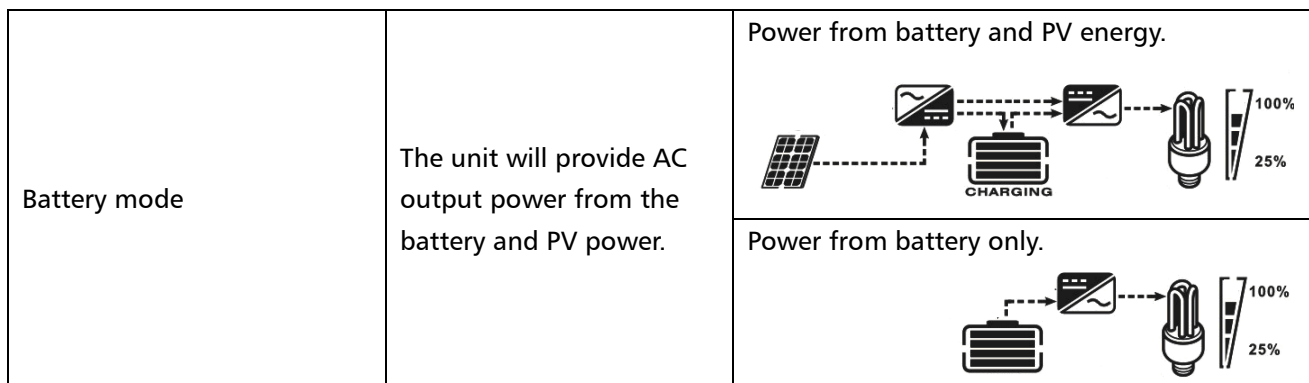 Battery mode
The unit will provide AC
output power from the
battery and PV power.
Power from battery and PV energy.
100%
25%
CHARGING
Power from battery only.
100%
25%